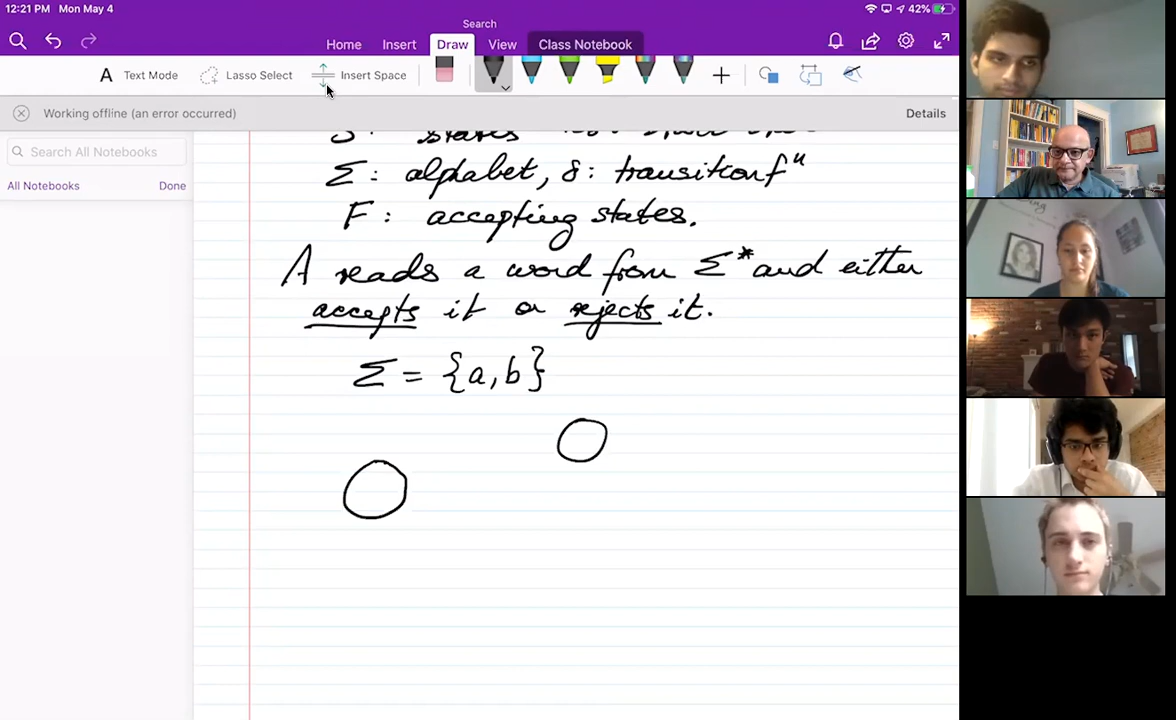 12:21 PM Mon May 4
42%
Search
Home Insert Draw View Class Notebook
A Text Mode Lasso Select Insert Space
Working offline (an error occurred) Details
Search All Notebooks
All Notebooks Done
S: states
Σ: alphabet, δ: transition fⁿ
F: accepting states.
A reads a word from Σ* and either
accepts it or rejects it.
Σ = {a, b}